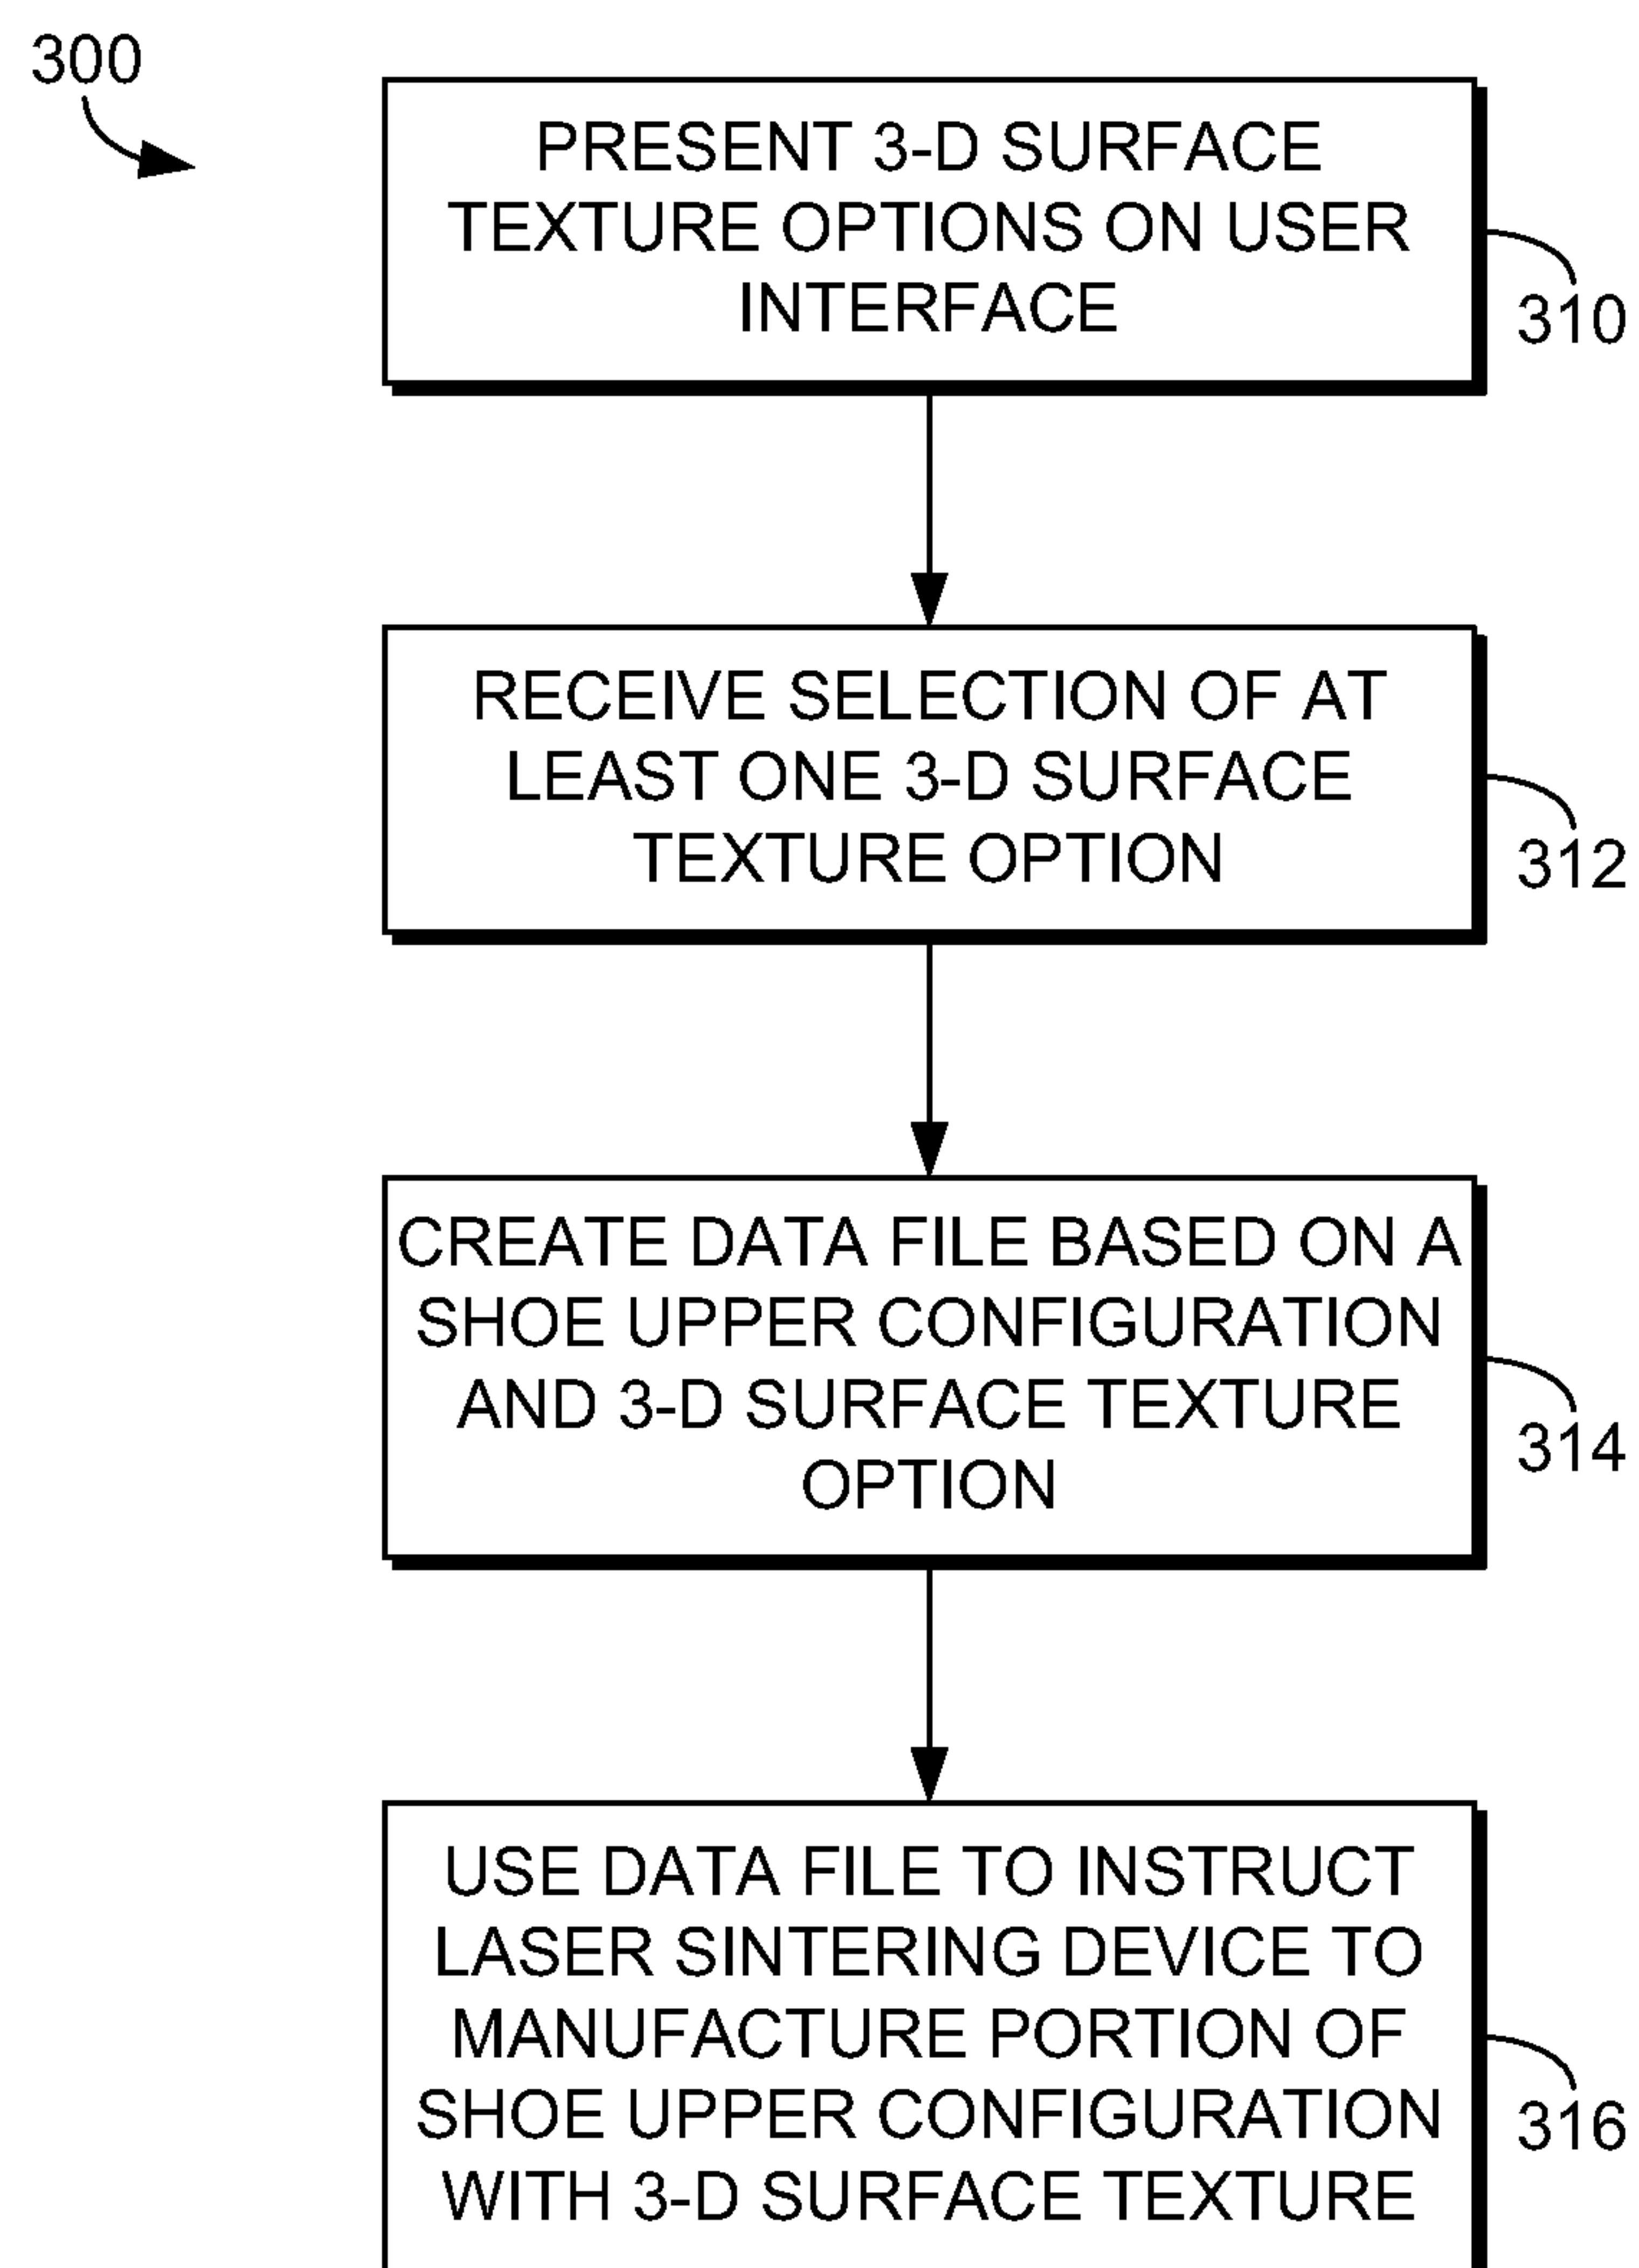 300
PRESENT 3-D SURFACE
TEXTURE OPTIONS ON USER
INTERFACE
310
RECEIVE SELECTION OF AT
LEAST ONE 3-D SURFACE
TEXTURE OPTION
312
CREATE DATA FILE BASED ON A
SHOE UPPER CONFIGURATION
AND 3-D SURFACE TEXTURE
OPTION
314
USE DATA FILE TO INSTRUCT
LASER SINTERING DEVICE TO
MANUFACTURE PORTION OF
SHOE UPPER CONFIGURATION
WITH 3-D SURFACE TEXTURE
316